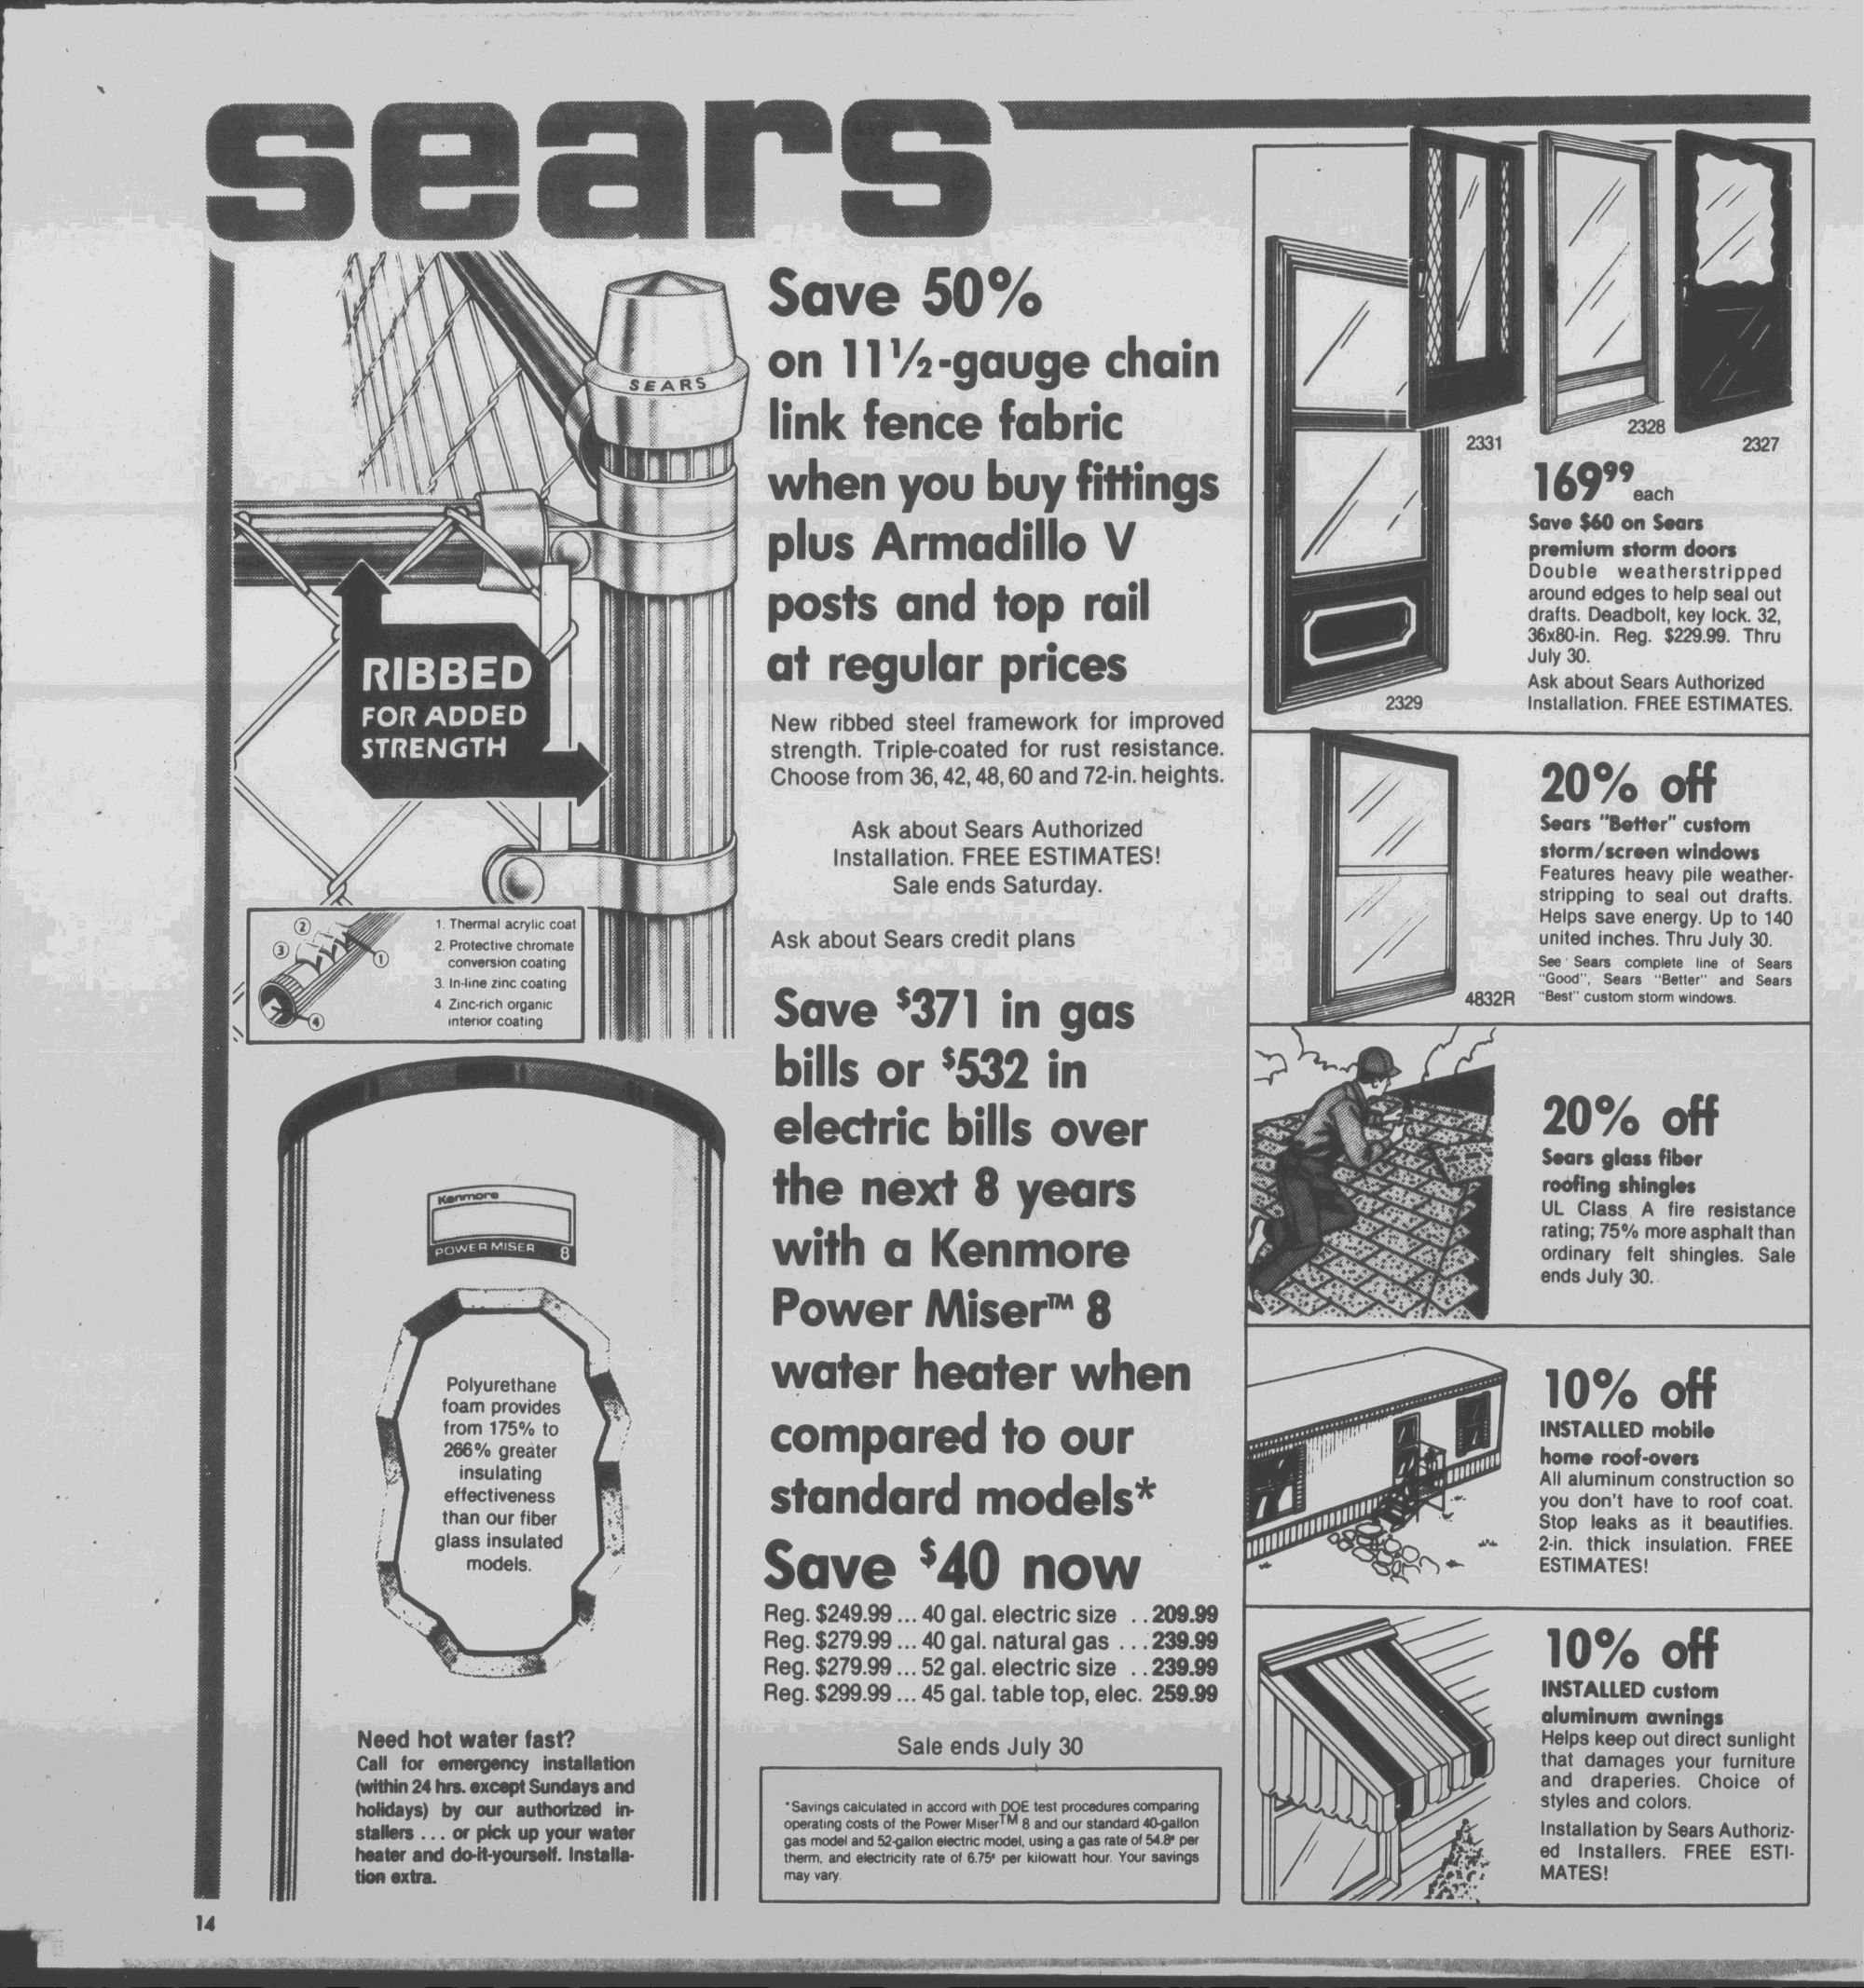 sears
SEARS
RIBBED
FOR ADDED
STRENGTH
2
3
1
4
1. Thermal acrylic coat
2. Protective chromate
conversion coating
3. In-line zinc coating
4. Zinc-rich organic
interior coating
Save 50%
on 11½-gauge chain
link fence fabric
when you buy fittings
plus Armadillo V
posts and top rail
at regular prices
New ribbed steel framework for improved
strength. Triple-coated for rust resistance.
Choose from 36, 42, 48, 60 and 72-in. heights.
Ask about Sears Authorized
Installation. FREE ESTIMATES!
Sale ends Saturday.
Ask about Sears credit plans
Kenmore
POWER MISER 8
Polyurethane
foam provides
from 175% to
266% greater
insulating
effectiveness
than our fiber
glass insulated
models.
Need hot water fast?
Call for emergency installation
(within 24 hrs. except Sundays and
holidays) by our authorized in-
stallers ... or pick up your water
heater and do-it-yourself. Installa-
tion extra.
Save $371 in gas
bills or $532 in
electric bills over
the next 8 years
with a Kenmore
Power Miser™ 8
water heater when
compared to our
standard models*
Save $40 now
Reg. $249.99 ... 40 gal. electric size .. 209.99
Reg. $279.99 ... 40 gal. natural gas ... 239.99
Reg. $279.99 ... 52 gal. electric size .. 239.99
Reg. $299.99 ... 45 gal. table top, elec. 259.99
Sale ends July 30
*Savings calculated in accord with DOE test procedures comparing
operating costs of the Power Miser™ 8 and our standard 40-gallon
gas model and 52-gallon electric model, using a gas rate of 54.8¢ per
therm, and electricity rate of 6.75¢ per kilowatt hour. Your savings
may vary.
2331
2328
2327
2329
169⁹⁹ each
Save $60 on Sears
premium storm doors
Double weatherstripped
around edges to help seal out
drafts. Deadbolt, key lock. 32,
36x80-in. Reg. $229.99. Thru
July 30.
Ask about Sears Authorized
Installation. FREE ESTIMATES.
4832R
20% off
Sears "Better" custom
storm/screen windows
Features heavy pile weather-
stripping to seal out drafts.
Helps save energy. Up to 140
united inches. Thru July 30.
See Sears complete line of Sears
"Good", Sears "Better" and Sears
"Best" custom storm windows.
20% off
Sears glass fiber
roofing shingles
UL Class A fire resistance
rating; 75% more asphalt than
ordinary felt shingles. Sale
ends July 30.
10% off
INSTALLED mobile
home roof-overs
All aluminum construction so
you don't have to roof coat.
Stop leaks as it beautifies.
2-in. thick insulation. FREE
ESTIMATES!
10% off
INSTALLED custom
aluminum awnings
Helps keep out direct sunlight
that damages your furniture
and draperies. Choice of
styles and colors.
Installation by Sears Authoriz-
ed Installers. FREE ESTI-
MATES!
14